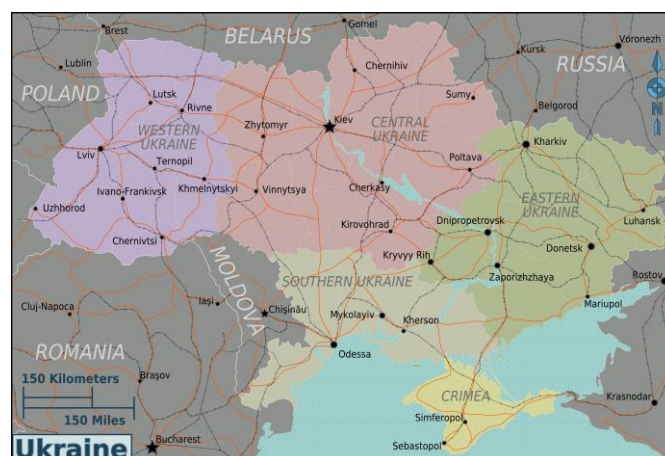 Gomel
Brest
BELARUS
Voronezh
Kursk
Lublin
Chernihiv
RUSSIA
POLAND
Lutsk
Sumy
Rivne
Belgorod
N
Kiev
CENTRAL
UKRAINE
WESTERN
UKRAINE
Zhytomyr
Kharkiv
Lviv
Ternopil
Poltava
Khmelnytskyi
Vinnytsya
Cherkasy
Ivano-Frankivsk
EASTERN
UKRAINE
Uzhhorod
Luhansk
Kirovohrad
Dnipropetrovsk
Chernivtsi
Donetsk
Kryvyy Rih
Zaporizhzhaya
MOLDOVA
SOUTHERN UKRAINE
Rostov
Mariupol
Iași
Cluj-Napoca
Chișinău
Mykolayiv
Kherson
ROMANIA
Odessa
150 Kilometers
150 Miles
Brașov
CRIMEA
Krasnodar
Simferopol
Sebastopol
Bucharest
Ukraine